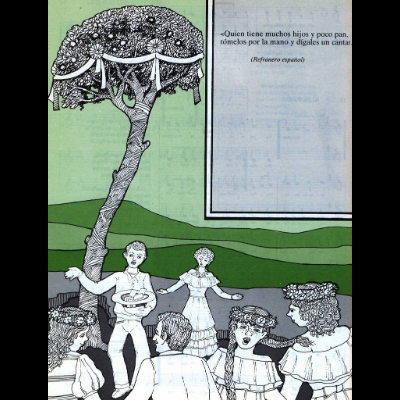 «Quien tiene muchos hijos y poco pan,
tómelos por la mano y dígales un cantar.
(Refranero español)